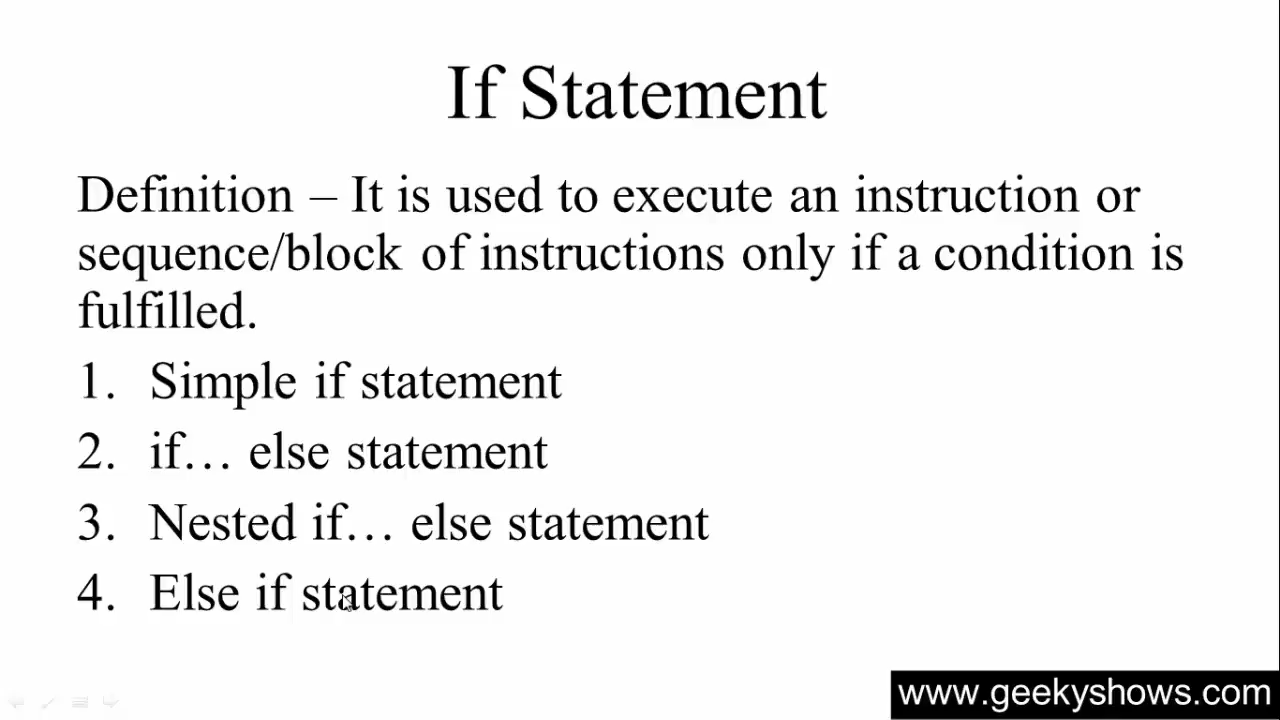 If Statement
Definition – It is used to execute an instruction or
sequence/block of instructions only if a condition is
fulfilled.
1. Simple if statement
2. if… else statement
3. Nested if… else statement
4. Else if statement
www.geekyshows.com